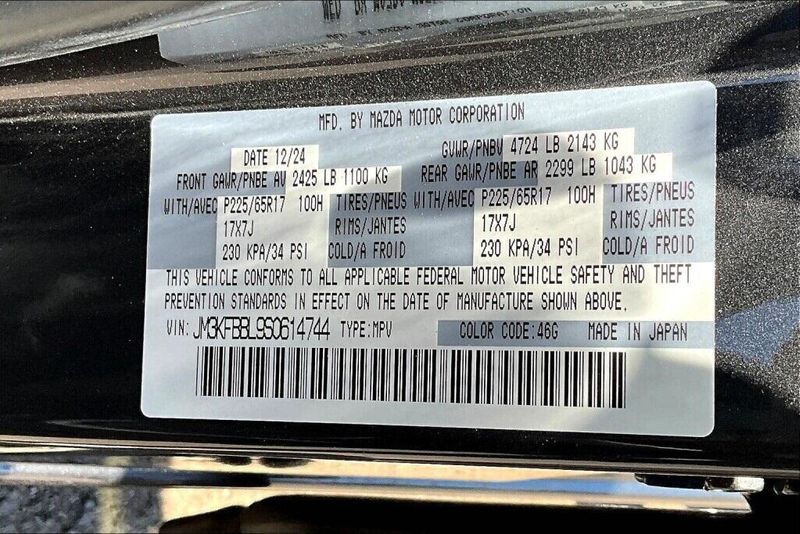 MFD. BY MAZDA MOTOR CORPORATION
DATE 12/24 GVWR/PNBV 4724 LB 2143 KG
FRONT GAWR/PNBE AV 2425 LB 1100 KG REAR GAWR/PNBE AR 2299 LB 1043 KG
WITH/AVEC P225/65R17 100H TIRES/PNEUS WITH/AVEC P225/65R17 100H TIRES/PNEUS
17X7J RIMS/JANTES 17X7J RIMS/JANTES
230 KPA/34 PSI COLD/A FROID 230 KPA/34 PSI COLD/A FROID
THIS VEHICLE CONFORMS TO ALL APPLICABLE FEDERAL MOTOR VEHICLE SAFETY AND THEFT
PREVENTION STANDARDS IN EFFECT ON THE DATE OF MANUFACTURE SHOWN ABOVE.
VIN: JM3KFBBL9S0614744 TYPE:MPV COLOR CODE:46G MADE IN JAPAN